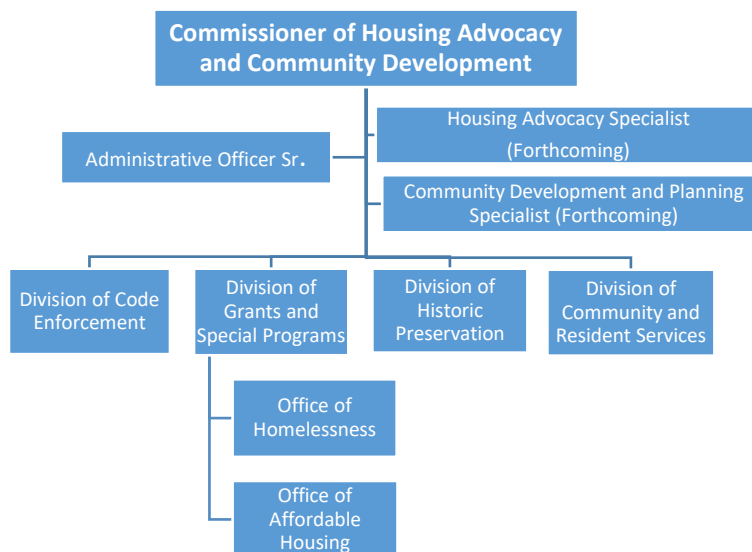 Commissioner of Housing Advocacy
and Community Development
Housing Advocacy Specialist
(Forthcoming)
Administrative Officer Sr.
Community Development and Planning
Specialist (Forthcoming)
Division of Code
Enforcement
Division of
Grants and
Special Programs
Division of
Historic
Preservation
Division of
Community and
Resident Services
Office of
Homelessness
Office of
Affordable
Housing